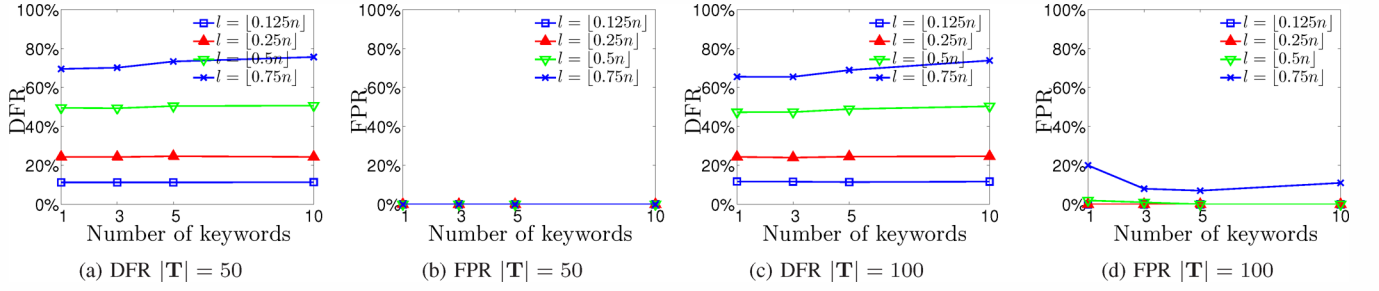 100%
80%
60%
40%
20%
0%
DFR
l = ⌊0.125n⌋
l = ⌊0.25n⌋
l = ⌊0.5n⌋
l = ⌊0.75n⌋
1 3 5 10
Number of keywords
(a) DFR |T| = 50
100%
80%
60%
40%
20%
0%
FPR
l = ⌊0.125n⌋
l = ⌊0.25n⌋
l = ⌊0.5n⌋
l = ⌊0.75n⌋
1 3 5 10
Number of keywords
(b) FPR |T| = 50
100%
80%
60%
40%
20%
0%
DFR
l = ⌊0.125n⌋
l = ⌊0.25n⌋
l = ⌊0.5n⌋
l = ⌊0.75n⌋
1 3 5 10
Number of keywords
(c) DFR |T| = 100
100%
80%
60%
40%
20%
0%
FPR
l = ⌊0.125n⌋
l = ⌊0.25n⌋
l = ⌊0.5n⌋
l = ⌊0.75n⌋
1 3 5 10
Number of keywords
(d) FPR |T| = 100